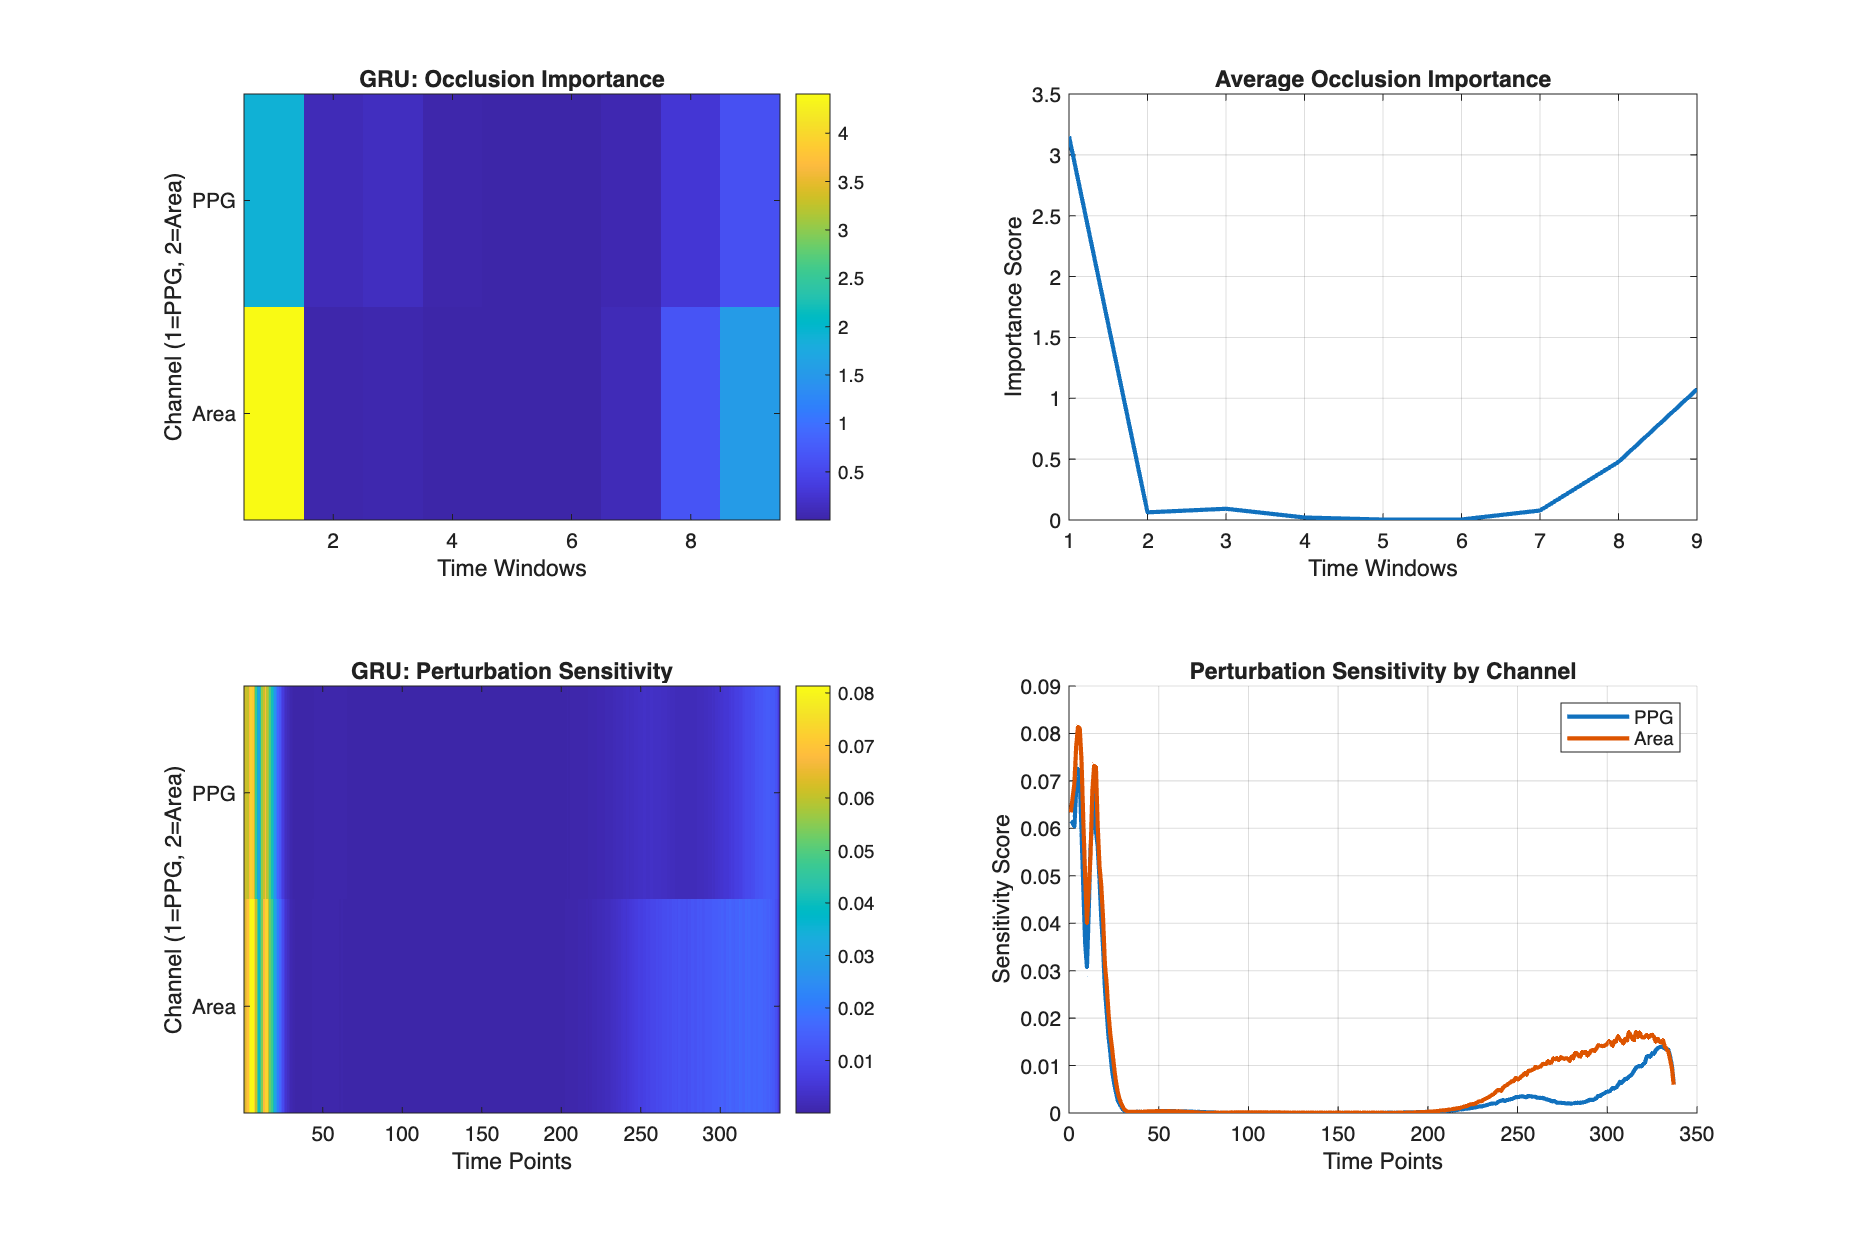 GRU: Occlusion Importance
Channel (1=PPG, 2=Area)
PPG
Area
2 4 6 8
Time Windows
4
3.5
3
2.5
2
1.5
1
0.5
Average Occlusion Importance
Importance Score
3.5
3
2.5
2
1.5
1
0.5
0
1 2 3 4 5 6 7 8 9
Time Windows
GRU: Perturbation Sensitivity
Channel (1=PPG, 2=Area)
PPG
Area
50 100 150 200 250 300
Time Points
0.08
0.07
0.06
0.05
0.04
0.03
0.02
0.01
Perturbation Sensitivity by Channel
Sensitivity Score
0.09
0.08
0.07
0.06
0.05
0.04
0.03
0.02
0.01
0
0 50 100 150 200 250 300 350
Time Points
PPG
Area